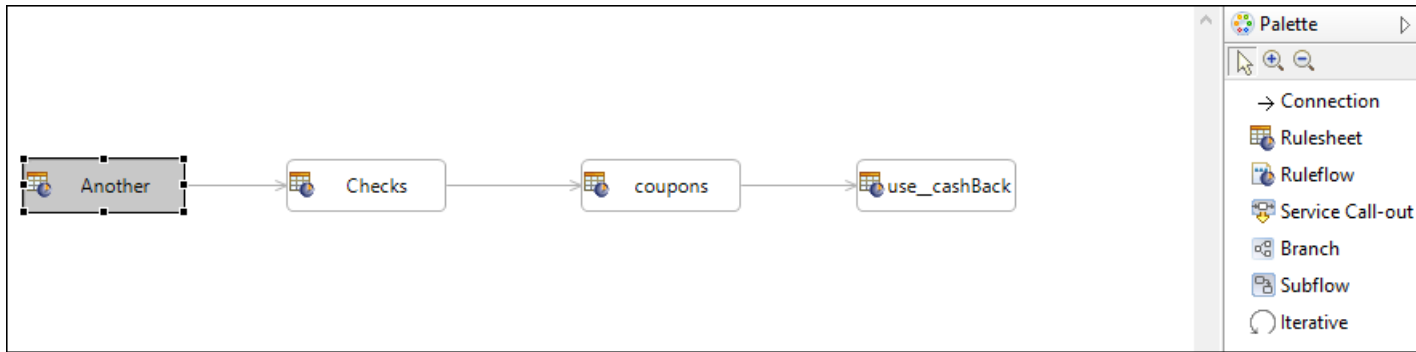 Another
Checks
coupons
use__cashBack
Palette
Connection
Rulesheet
Ruleflow
Service Call-out
Branch
Subflow
Iterative